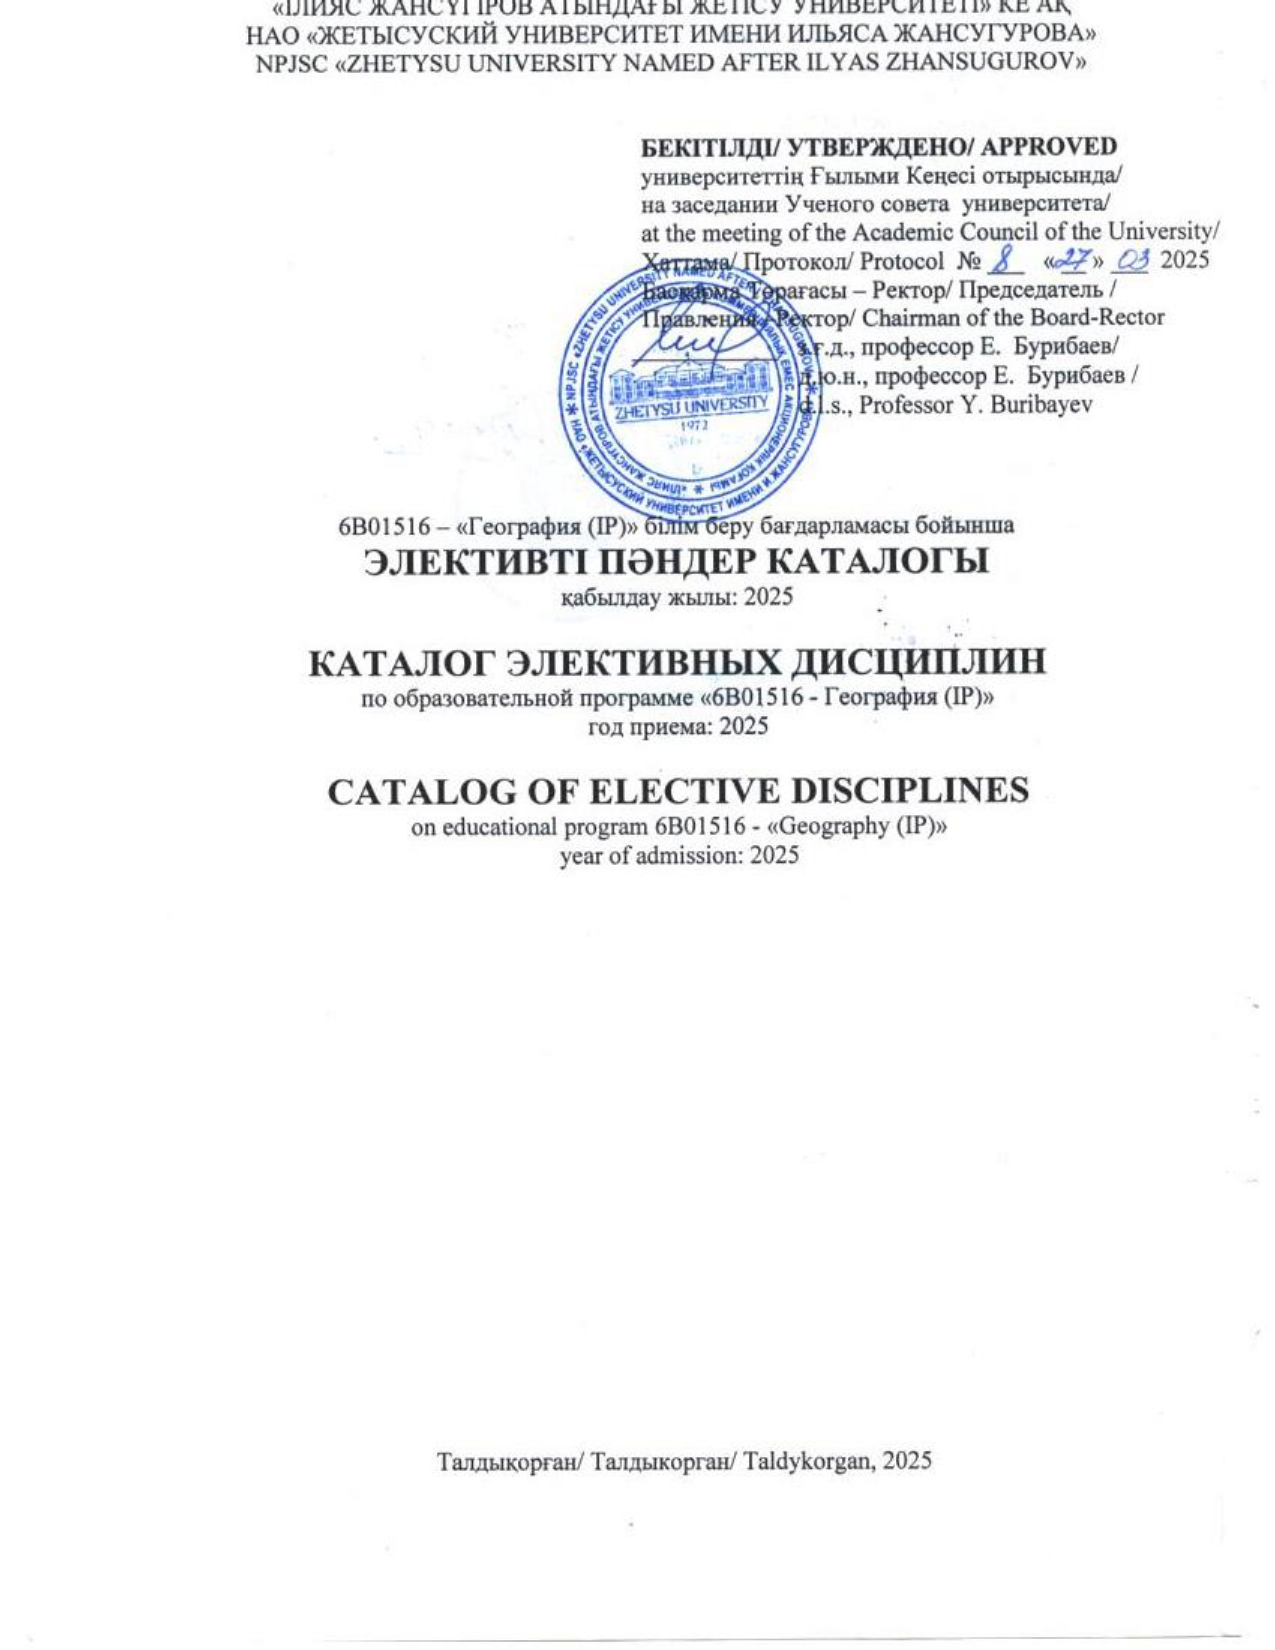 «ІЛИЯС ЖАНСҮГІРОВ АТЫНДАҒЫ ЖЕТІСУ УНИВЕРСИТЕТІ» КЕ АҚ
НАО «ЖЕТЫСУСКИЙ УНИВЕРСИТЕТ ИМЕНИ ИЛЬЯСА ЖАНСУГУРОВА»
NPJSC «ZHETYSU UNIVERSITY NAMED AFTER ILYAS ZHANSUGUROV»
БЕКІТІЛДІ/ УТВЕРЖДЕНО/ APPROVED
университеттің Ғылыми Кеңесі отырысында/
на заседании Ученого совета университета/
at the meeting of the Academic Council of the University/
Хаттама/ Протокол/ Protocol № 8 «27» 03 2025
Басқарма Төрағасы – Ректор/ Председатель /
Правления - Ректор/ Chairman of the Board-Rector
з.ғ.д., профессор Е. Бурибаев/
д.ю.н., профессор Е. Бурибаев /
d.l.s., Professor Y. Buribayev
ZHETYSU UNIVERSITY
1972
6В01516 – «География (IP)» білім беру бағдарламасы бойынша
ЭЛЕКТИВТІ ПӘНДЕР КАТАЛОГЫ
қабылдау жылы: 2025
КАТАЛОГ ЭЛЕКТИВНЫХ ДИСЦИПЛИН
по образовательной программе «6В01516 - География (IP)»
год приема: 2025
CATALOG OF ELECTIVE DISCIPLINES
on educational program 6B01516 - «Geography (IP)»
year of admission: 2025
Талдықорған/ Талдыкорган/ Taldykorgan, 2025